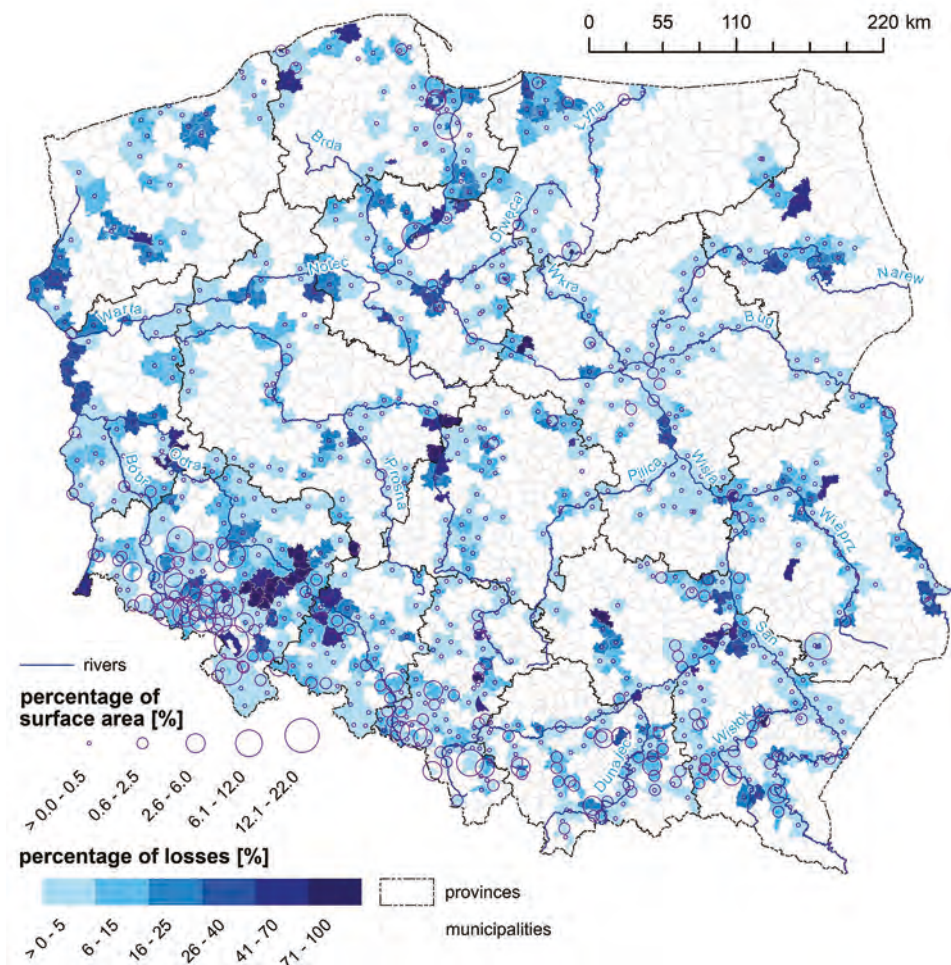 0 55 110 220 km
Łyna
Brda
Drwęca
Noteć
Wkra
Narew
Warta
Bug
Odra
Bóbr
Prosna
Pilica
Wisła
Wieprz
San
rivers
percentage of
surface area [%]
> 0.0 - 0.5
0.6 - 2.5
2.6 - 6.0
6.1 - 12.0
12.1 - 22.0
Wisłok
Dunajec
percentage of losses [%]
> 0 - 5
6 - 15
16 - 25
26 - 40
41 - 70
71 - 100
provinces
municipalities